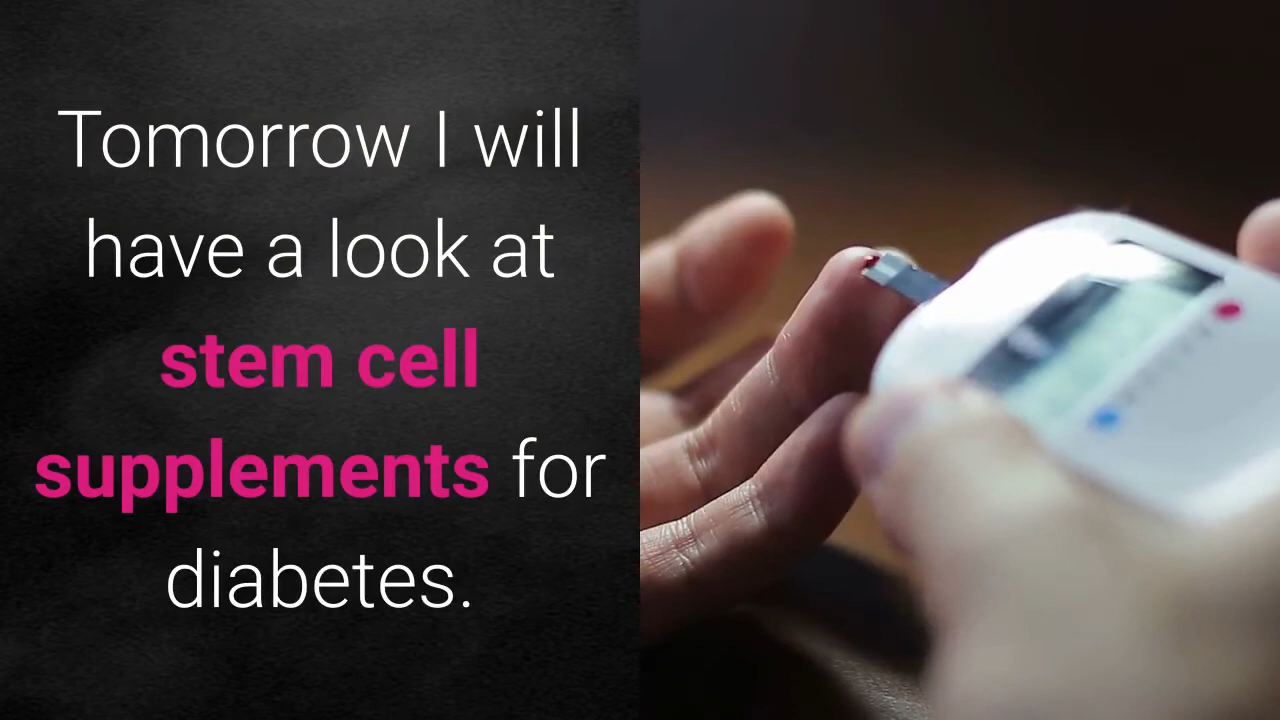 Tomorrow I will
have a look at
stem cell
supplements for
diabetes.